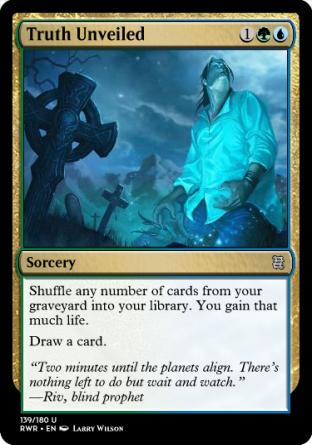 Truth Unveiled 1
Sorcery
Shuffle any number of cards from your
graveyard into your library. You gain that
much life.
Draw a card.
“Two minutes until the planets align. There’s
nothing left to do but wait and watch.”
—Riv, blind prophet
139/180 U
RWR • EN Larry Wilson